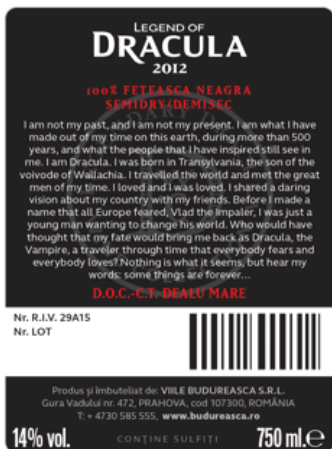 LEGEND OF
DRACULA
2012
100% FETEASCA NEAGRA
SEMIDRY/DEMISEC
I am not my past, and I am not my present. I am what I have
made out of my time on this earth, during more than 500
years, and what the people that I have inspired still see in
me. I am Dracula. I was born in Transylvania, the son of the
voivode of Wallachia. I travelled the world and met the great
men of my time. I loved and I was loved. I shared a daring
vision about my country with my friends. Before I made a
name that all Europe feared, Vlad the Impaler, I was just a
young man wanting to change his world. Who would have
thought that my fate would bring me back as Dracula, the
Vampire, a traveler through time that everybody fears and
everybody loves? Nothing is what it seems, but hear my
words: some things are forever...
D.O.C.-C.T. DEALU MARE
Nr. R.I.V. 29A15
Nr. LOT
Produs și îmbuteliat de: VIILE BUDUREASCA S.R.L.
Gura Vadului nr. 472, PRAHOVA, cod 107300, ROMÂNIA
T: + 4730 585 555, www.budureasca.ro
14% vol. CONȚINE SULFIȚI 750 ml.e